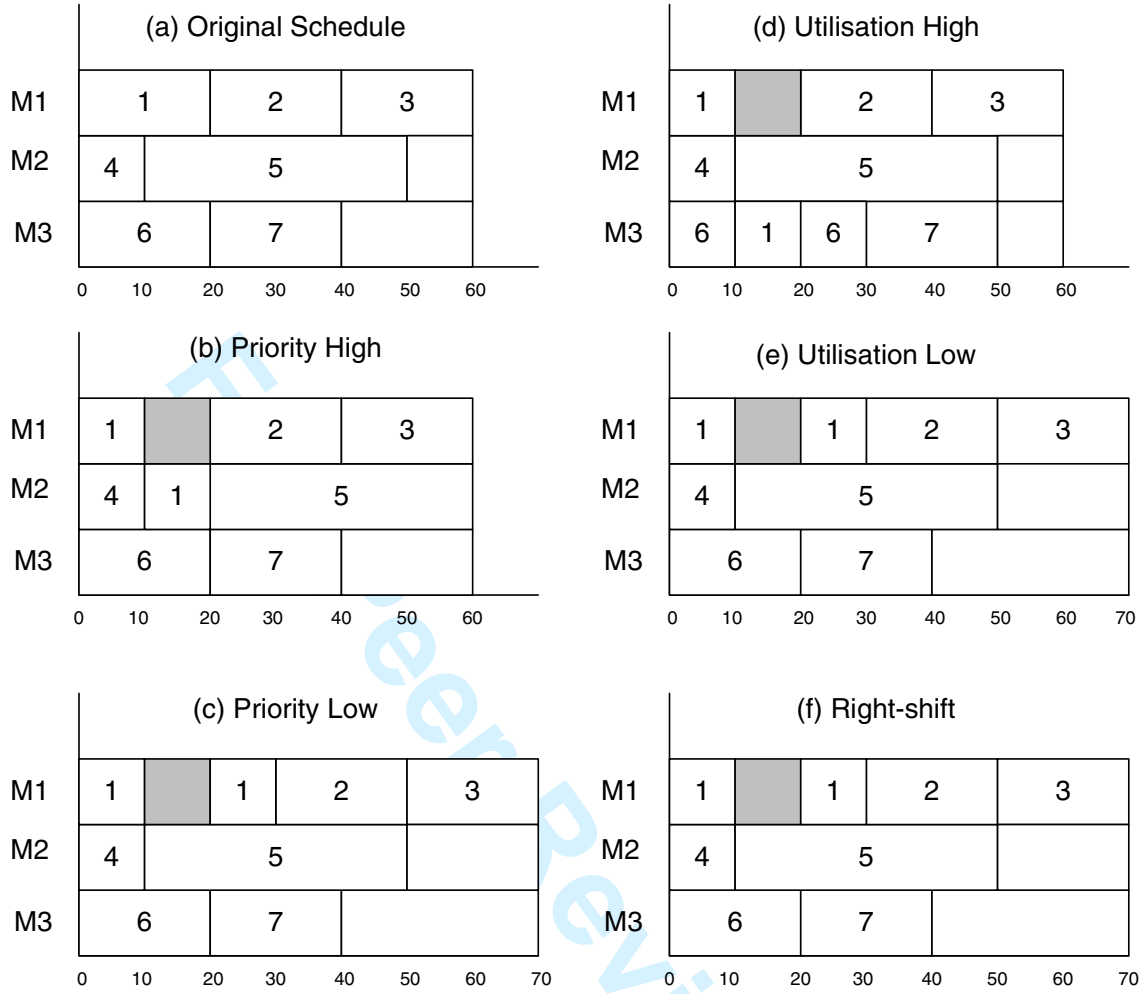 (a) Original Schedule
M1 1 2 3
M2 4 5
M3 6 7
0 10 20 30 40 50 60
(b) Priority High
M1 1 2 3
M2 4 1 5
M3 6 7
0 10 20 30 40 50 60
(c) Priority Low
M1 1 1 2 3
M2 4 5
M3 6 7
0 10 20 30 40 50 60 70
(d) Utilisation High
M1 1 2 3
M2 4 5
M3 6 1 6 7
0 10 20 30 40 50 60
(e) Utilisation Low
M1 1 1 2 3
M2 4 5
M3 6 7
0 10 20 30 40 50 60 70
(f) Right-shift
M1 1 1 2 3
M2 4 5
M3 6 7
0 10 20 30 40 50 60 70